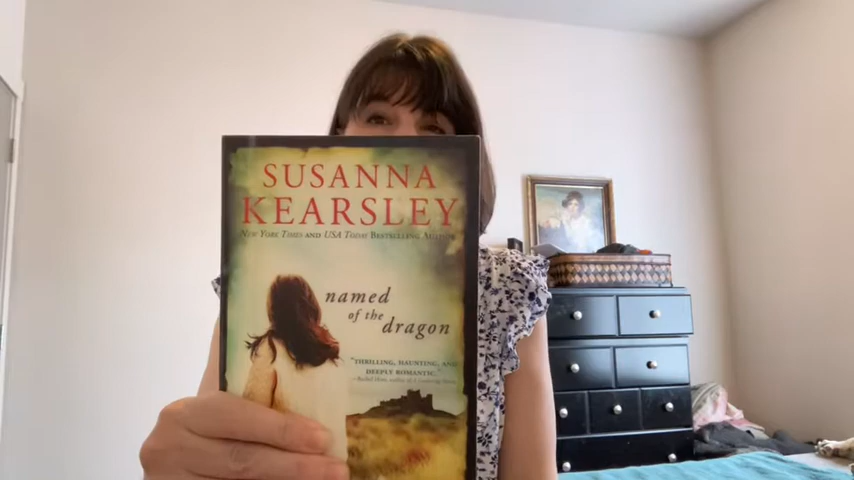 SUSANNA
KEARSLEY
NEW YORK TIMES AND USA TODAY BESTSELLING AUTHOR
named
of the
dragon
"THRILLING, HAUNTING, AND
DEEPLY ROMANTIC."